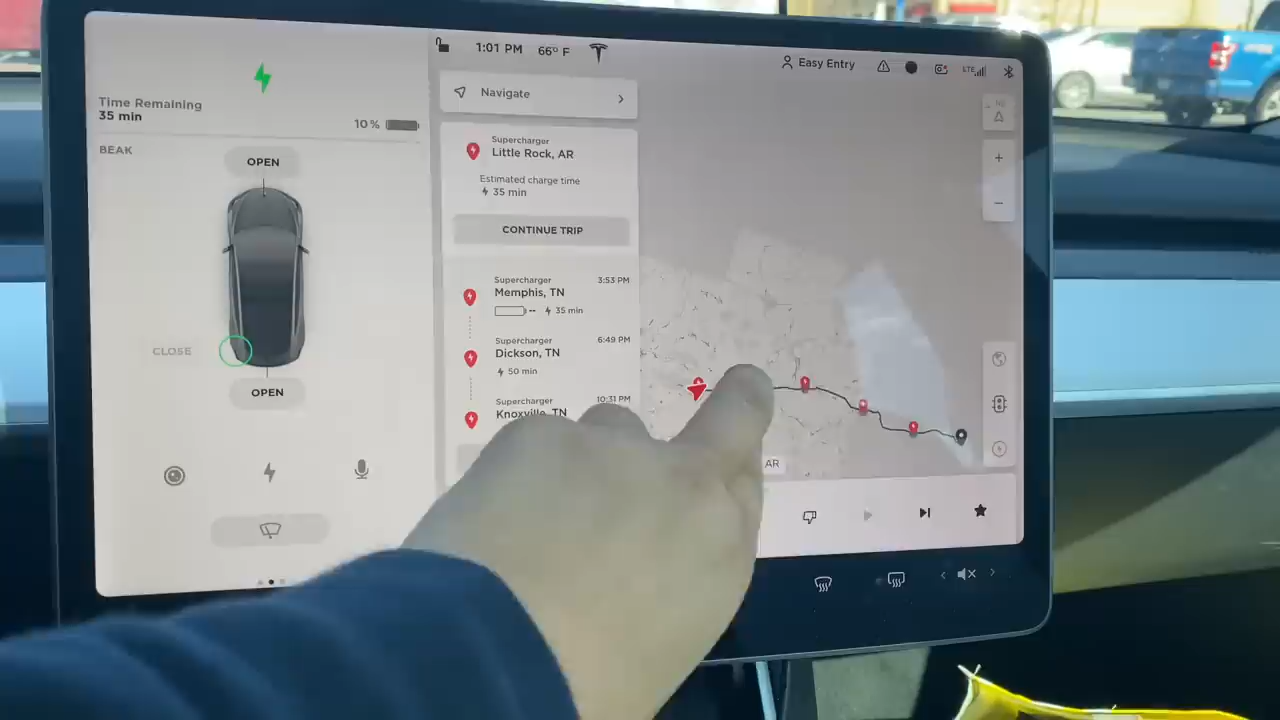 1:01 PM 66° F
Easy Entry
LTE
Time Remaining
35 min
10 %
BEAK
OPEN
CLOSE
OPEN
Navigate
Supercharger
Little Rock, AR
Estimated charge time
35 min
CONTINUE TRIP
Supercharger 3:53 PM
Memphis, TN
-- 35 min
Supercharger 6:49 PM
Dickson, TN
50 min
Supercharger 10:31 PM
Knoxville, TN
AR